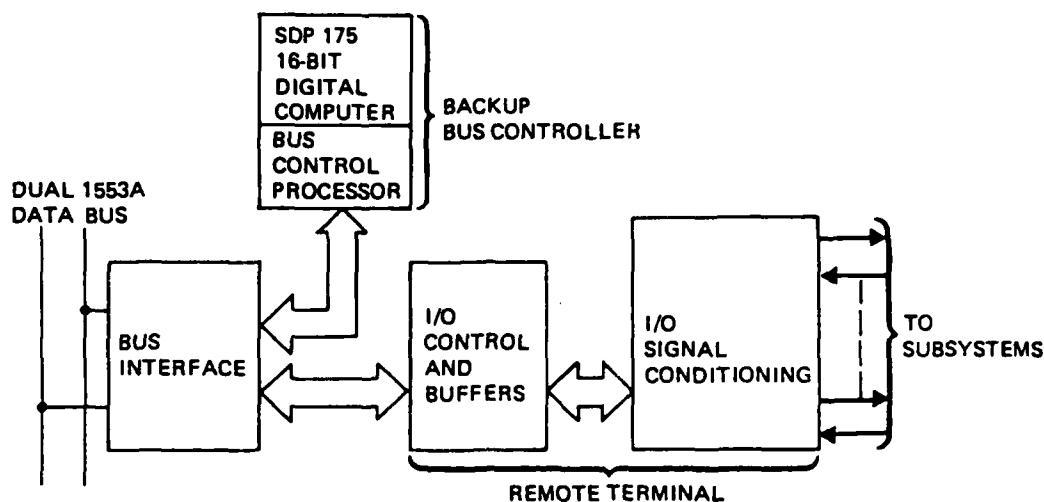 SDP 175
16-BIT
DIGITAL
COMPUTER
BUS
CONTROL
PROCESSOR
BACKUP
BUS CONTROLLER
DUAL 1553A
DATA BUS
BUS
INTERFACE
I/O
CONTROL
AND
BUFFERS
I/O
SIGNAL
CONDITIONING
TO
SUBSYSTEMS
REMOTE TERMINAL